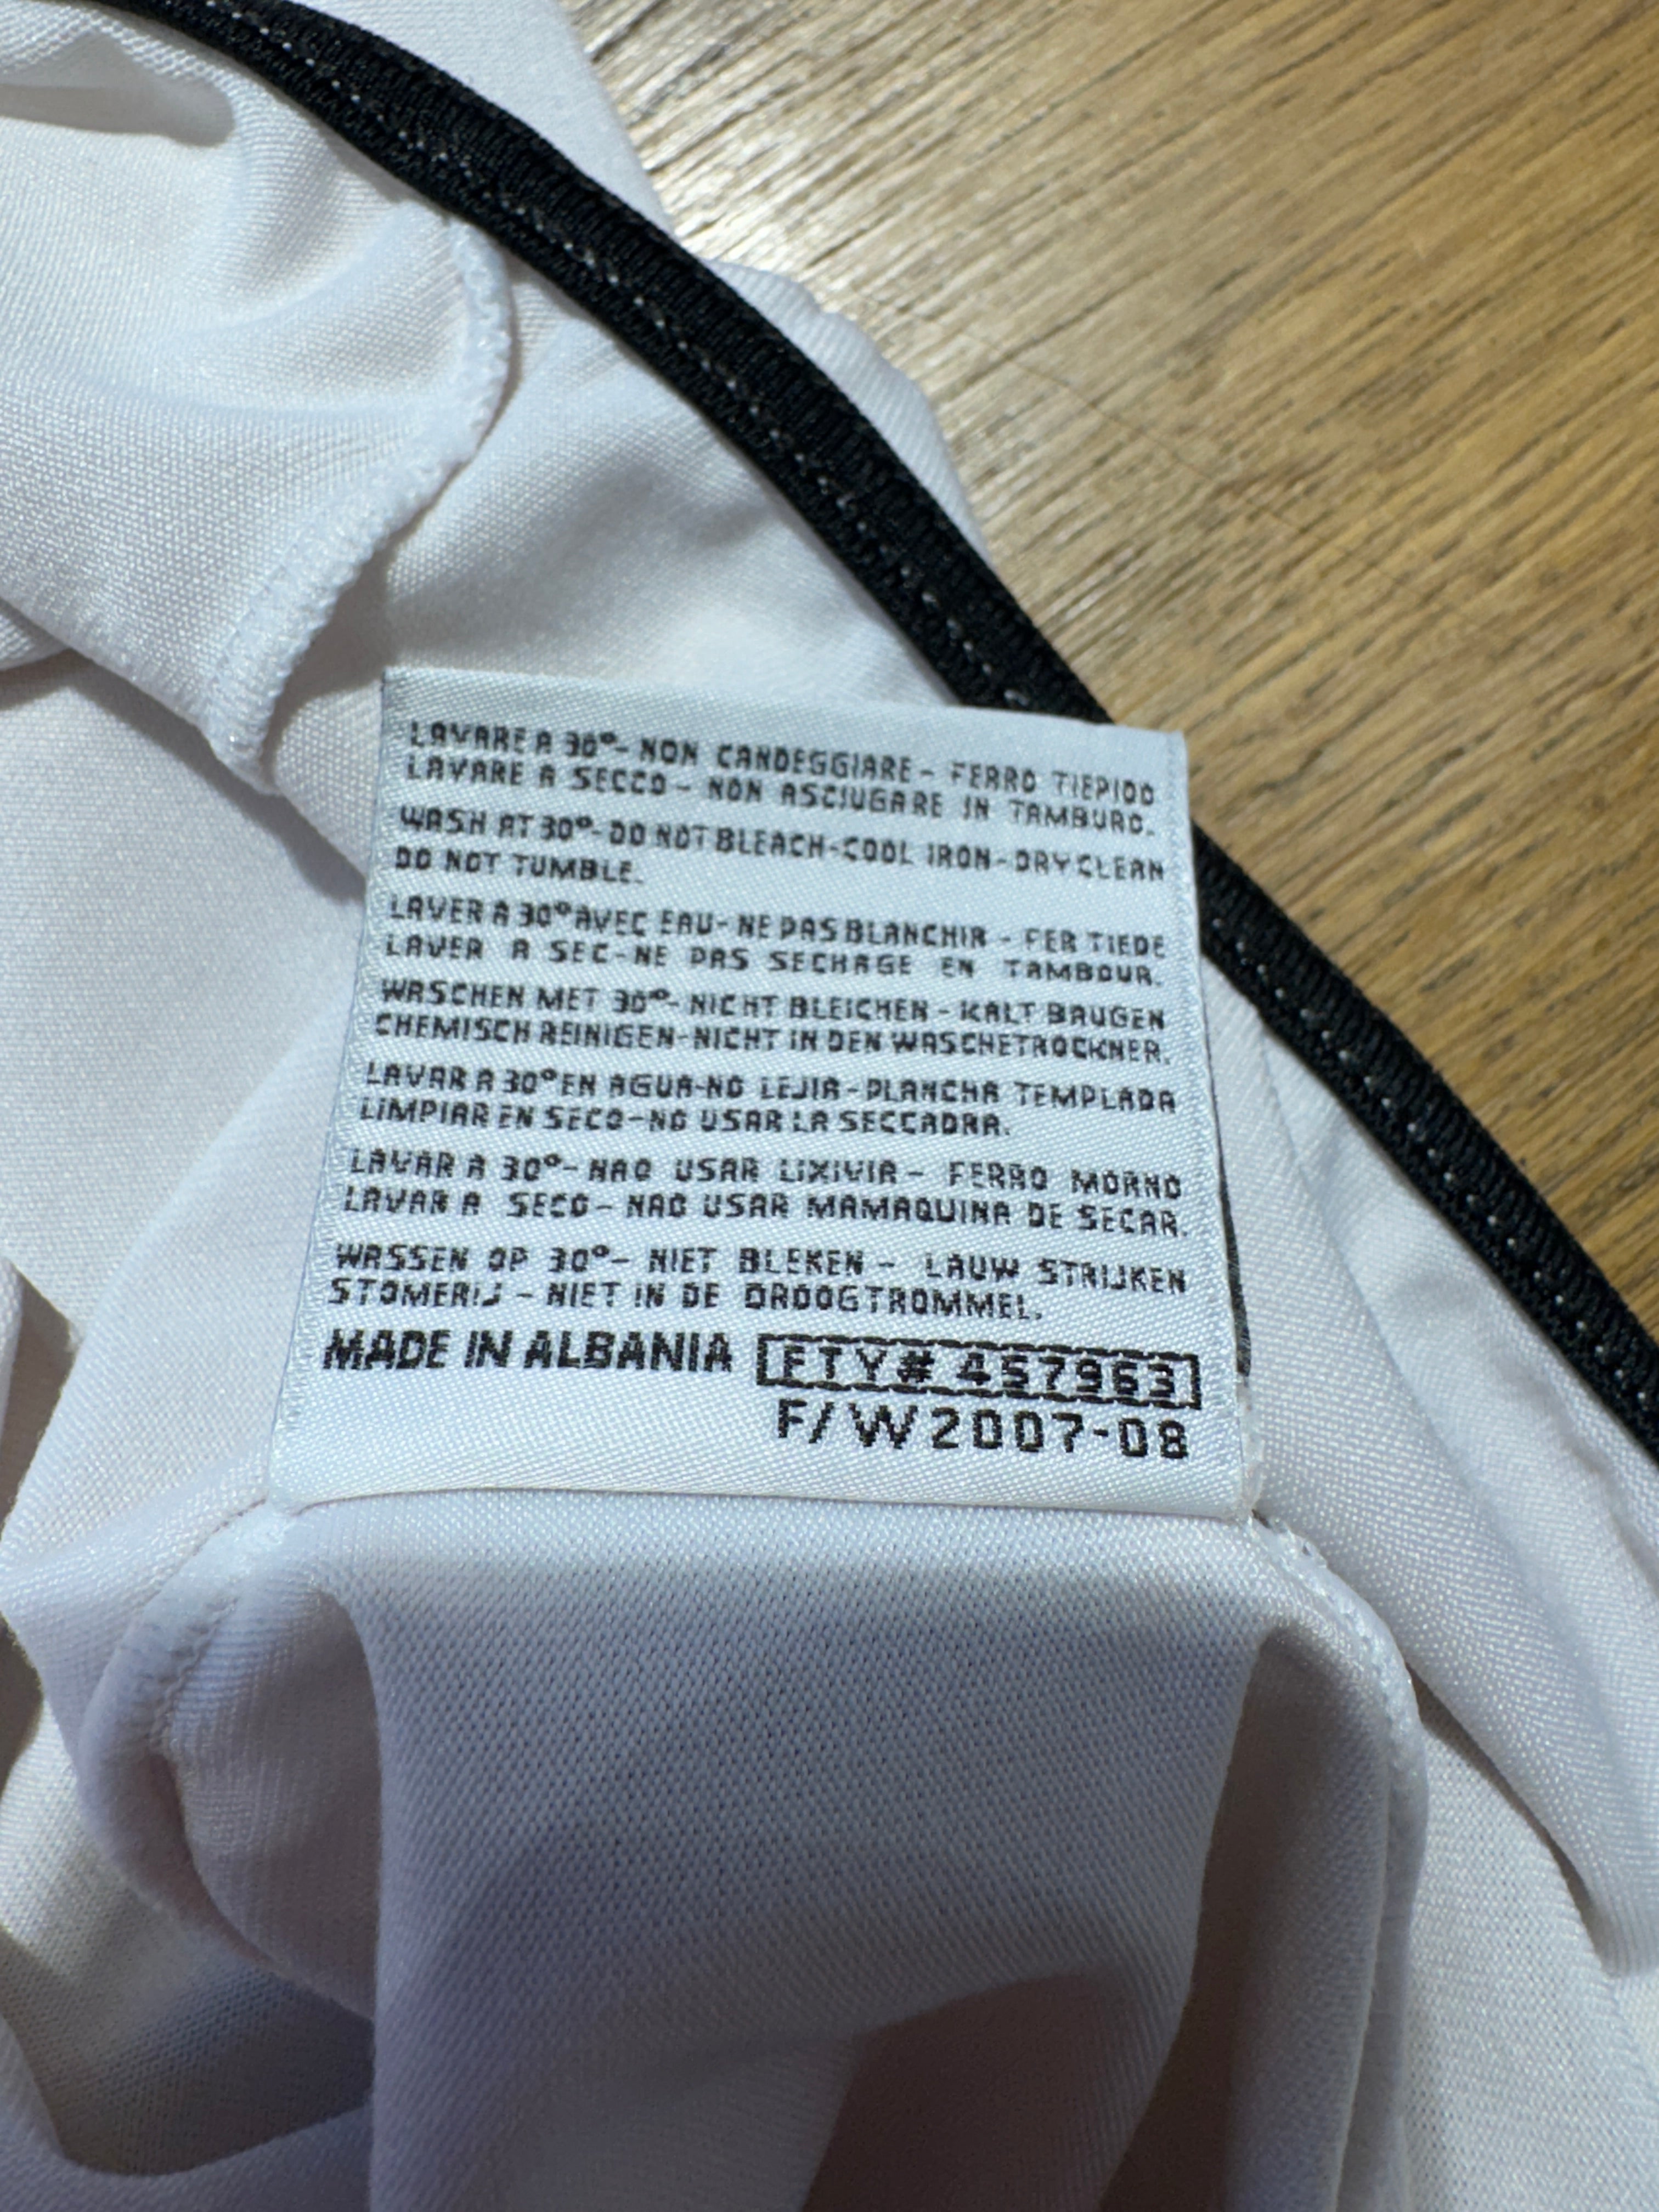 LAVARE A 30°- NON CANDEGGIARE - FERRO TIEPIDO
LAVARE A SECCO - NON ASCIUGARE IN TAMBURO.
WASH AT 30°- DO NOT BLEACH-COOL IRON-DRY CLEAN
DO NOT TUMBLE.
LAVER A 30° AVEC EAU- NE PAS BLANCHIR - FER TIEDE
LAVER A SEC-NE PAS SECHAGE EN TAMBOUR.
WASCHEN MET 30°- NICHT BLEICHEN - KALT BAUGEN
CHEMISCH REINIGEN-NICHT IN DEN WASCHETROCKNER.
LAVAR A 30° EN AGUA-NO LEJIA-PLANCHA TEMPLADA
LIMPIAR EN SECO-NO USAR LA SECCADRA.
LAVAR A 30°- NAO USAR LIXIVIA - FERRO MORNO
LAVAR A SECO - NAO USAR MAMAQUINA DE SECAR.
WASSEN OP 30°- NIET BLEKEN - LAUW STRIJKEN
STOMERIJ - NIET IN DE DROOGTROMMEL.
MADE IN ALBANIA FTY# 457963
F/W2007-08